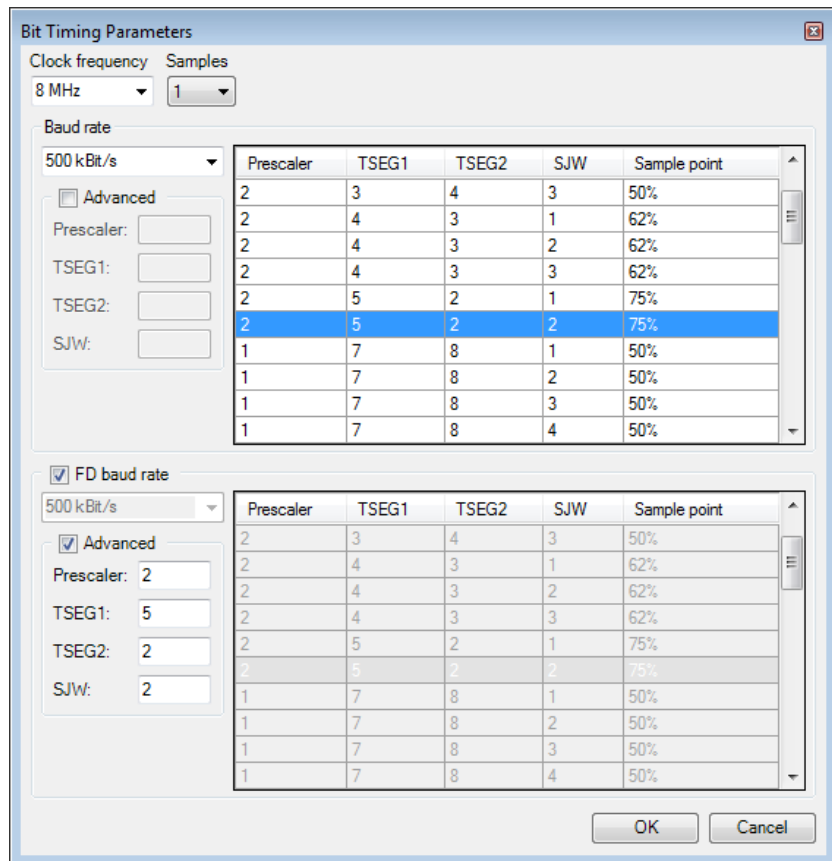 Bit Timing Parameters
Clock frequency Samples
8 MHz 1
Baud rate
500 kBit/s
Advanced
Prescaler:
TSEG1:
TSEG2:
SJW:
Prescaler TSEG1 TSEG2 SJW Sample point
2 3 4 3 50%
2 4 3 1 62%
2 4 3 2 62%
2 4 3 3 62%
2 5 2 1 75%
2 5 2 2 75%
1 7 8 1 50%
1 7 8 2 50%
1 7 8 3 50%
1 7 8 4 50%
FD baud rate
500 kBit/s
Advanced
Prescaler: 2
TSEG1: 5
TSEG2: 2
SJW: 2
Prescaler TSEG1 TSEG2 SJW Sample point
2 3 4 3 50%
2 4 3 1 62%
2 4 3 2 62%
2 4 3 3 62%
2 5 2 1 75%
2 5 2 2 75%
1 7 8 1 50%
1 7 8 2 50%
1 7 8 3 50%
1 7 8 4 50%
OK Cancel